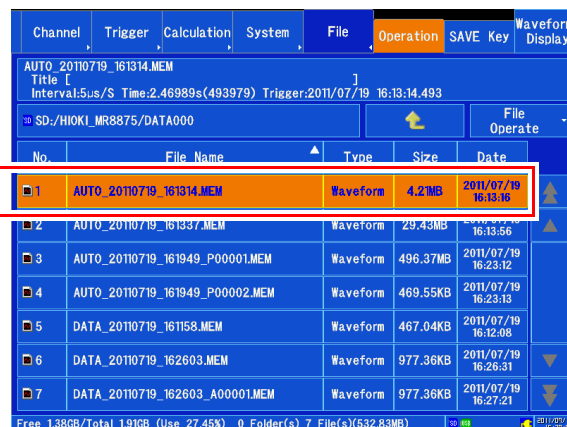 Channel Trigger Calculation System File Operation SAVE Key Waveform Display
AUTO_20110719_161314.MEM
Title [ ]
Interval:5µs/S Time:2.46989s(493979) Trigger:2011/07/19 16:13:14.493
SD SD:/HIOKI_MR8875/DATA000 File Operate
No. File Name Type Size Date
1 AUTO_20110719_161314.MEM Waveform 4.21MB 2011/07/19 16:13:16
2 AUTO_20110719_161337.MEM Waveform 29.43MB 2011/07/19 16:13:56
3 AUTO_20110719_161949_P00001.MEM Waveform 496.37MB 2011/07/19 16:23:12
4 AUTO_20110719_161949_P00002.MEM Waveform 469.55KB 2011/07/19 16:23:13
5 DATA_20110719_161158.MEM Waveform 467.04KB 2011/07/19 16:12:08
6 DATA_20110719_162603.MEM Waveform 977.36KB 2011/07/19 16:26:31
7 DATA_20110719_162603_A00001.MEM Waveform 977.36KB 2011/07/19 16:27:21
Free 1.38GB/Total 1.91GB (Use 27.45%) 0 Folder(s) 7 File(s)(532.83MB) SD